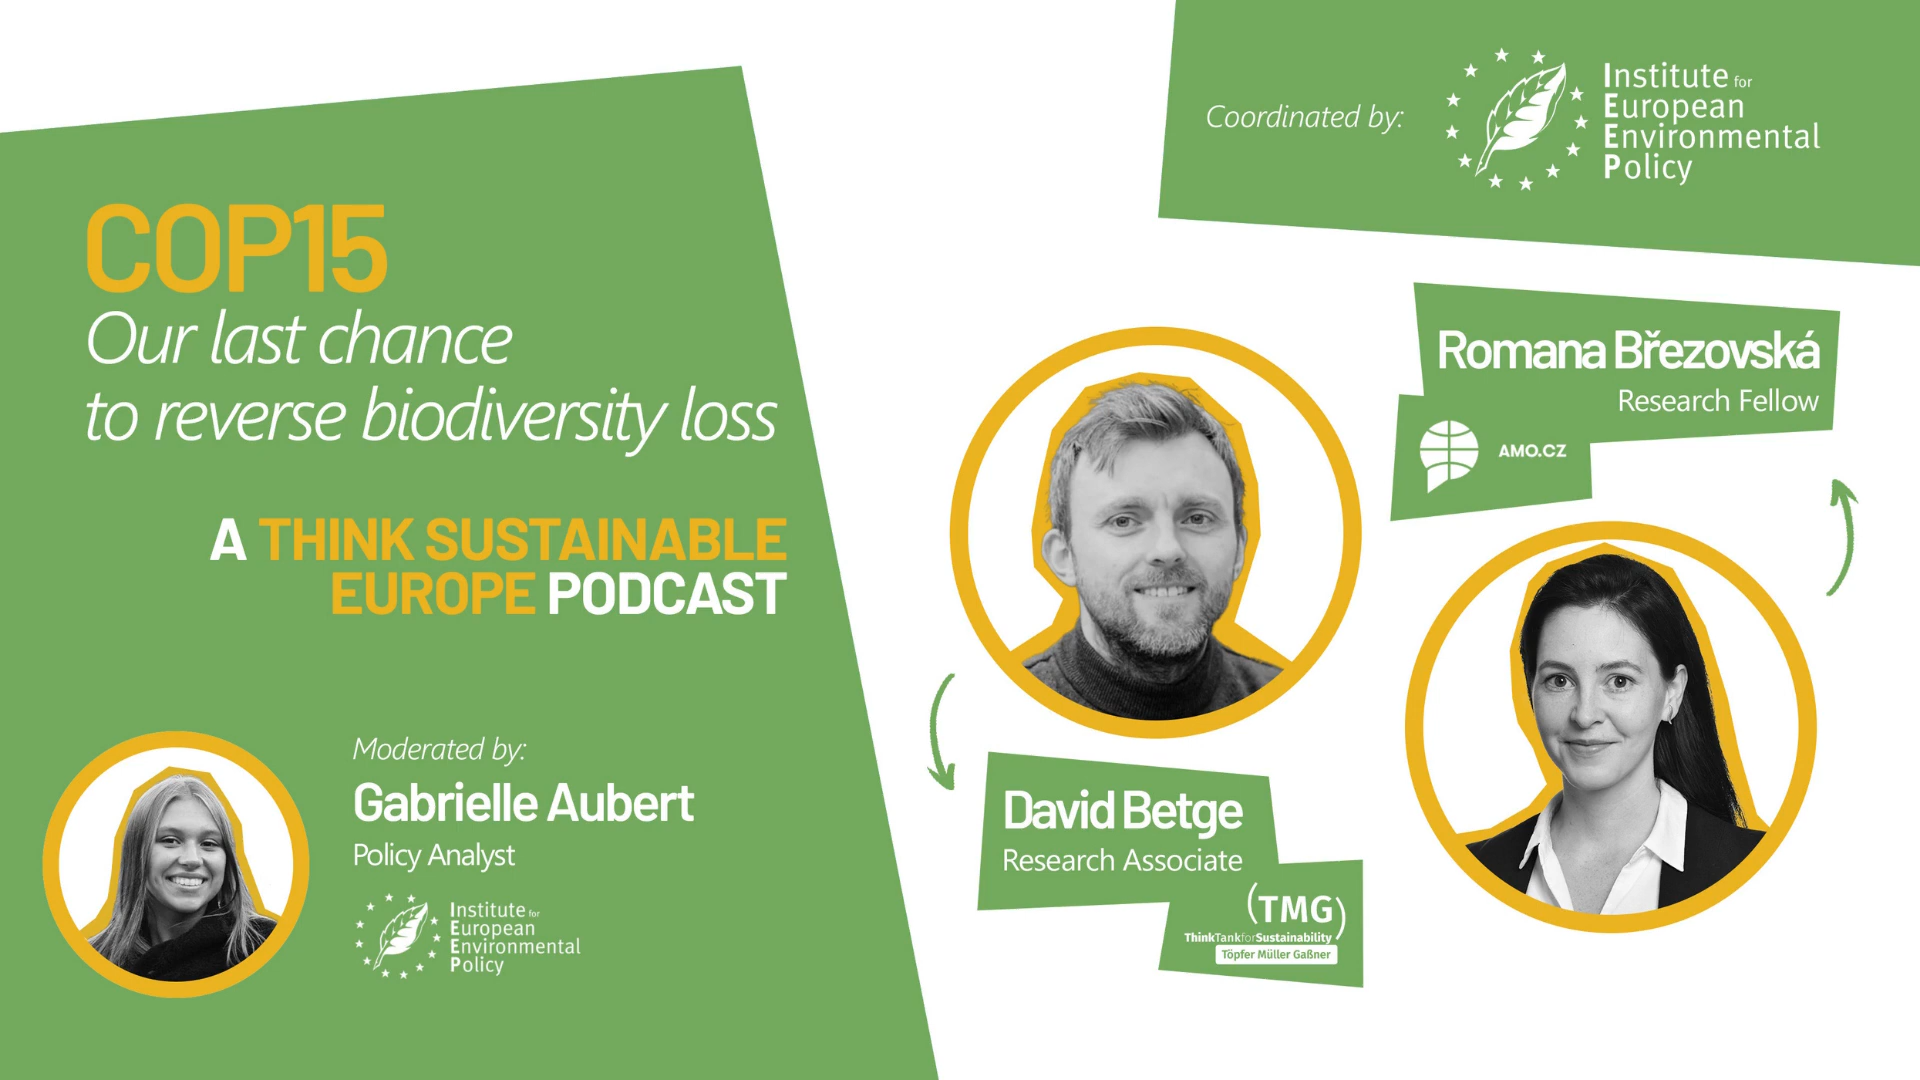 COP15
Our last chance
to reverse biodiversity loss
A THINK SUSTAINABLE
EUROPE PODCAST
Moderated by:
Gabrielle Aubert
Policy Analyst
Institute for
European
Environmental
Policy
Coordinated by:
Institute for
European
Environmental
Policy
David Betge
Research Associate
(TMG)
ThinkTankforSustainability
Töpfer Müller Gaßner
Romana Březovská
Research Fellow
AMO.CZ